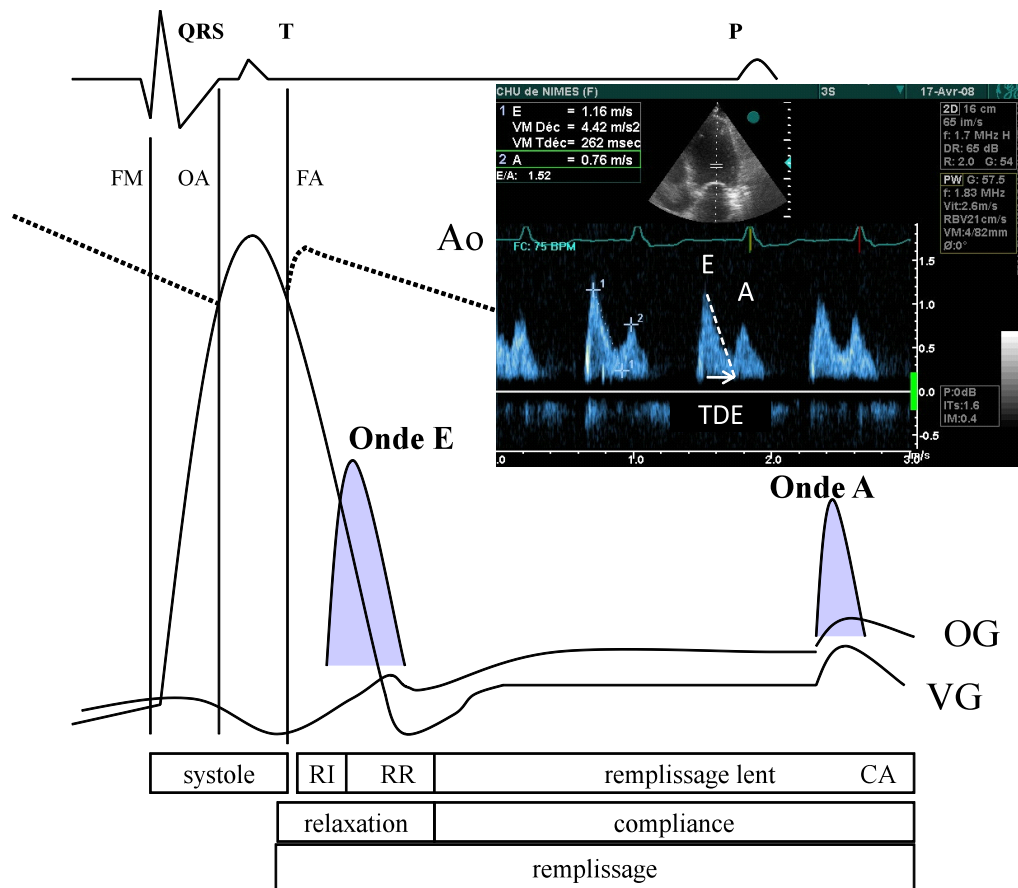 QRS
T
P
FM
OA
FA
Ao
CHU de NIMES (F)
3S
17-Avr-08
1 E = 1.16 m/s
VM Déc = 4.42 m/s2
VM Tdéc = 262 msec
2 A = 0.76 m/s
E/A: 1.52
2D 16 cm
65 im/s
f: 1.7 MHz H
DR: 65 dB
R: 2.0 G: 54
PW G: 57.5
f: 1.83 MHz
Vit:2.6m/s
RBV21cm/s
VM:4/82mm
Ø:0°
FC: 75 BPM
E
A
1
2
1
TDE
1.5
1.0
0.5
0.0
-0.5
m/s
P:0dB
ITs:1.6
IM:0.4
.0
1.0
2.0
3.0
Onde E
Onde A
OG
VG
systole
RI
RR
remplissage lent
CA
relaxation
compliance
remplissage